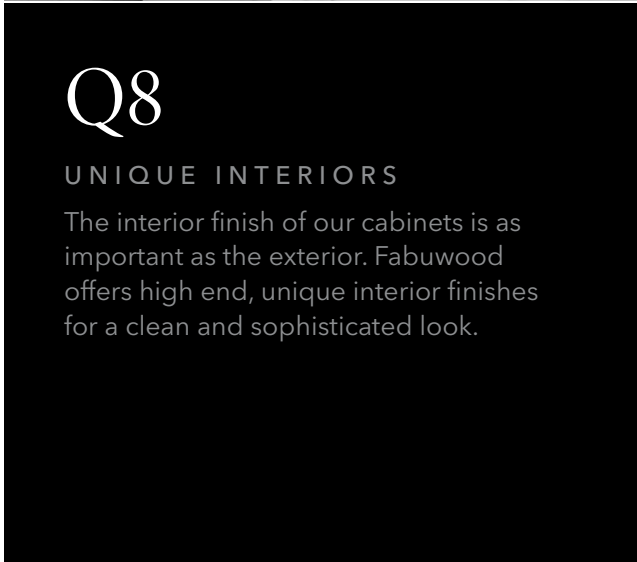 Q8
UNIQUE INTERIORS
The interior finish of our cabinets is as
important as the exterior. Fabuwood
offers high end, unique interior finishes
for a clean and sophisticated look.